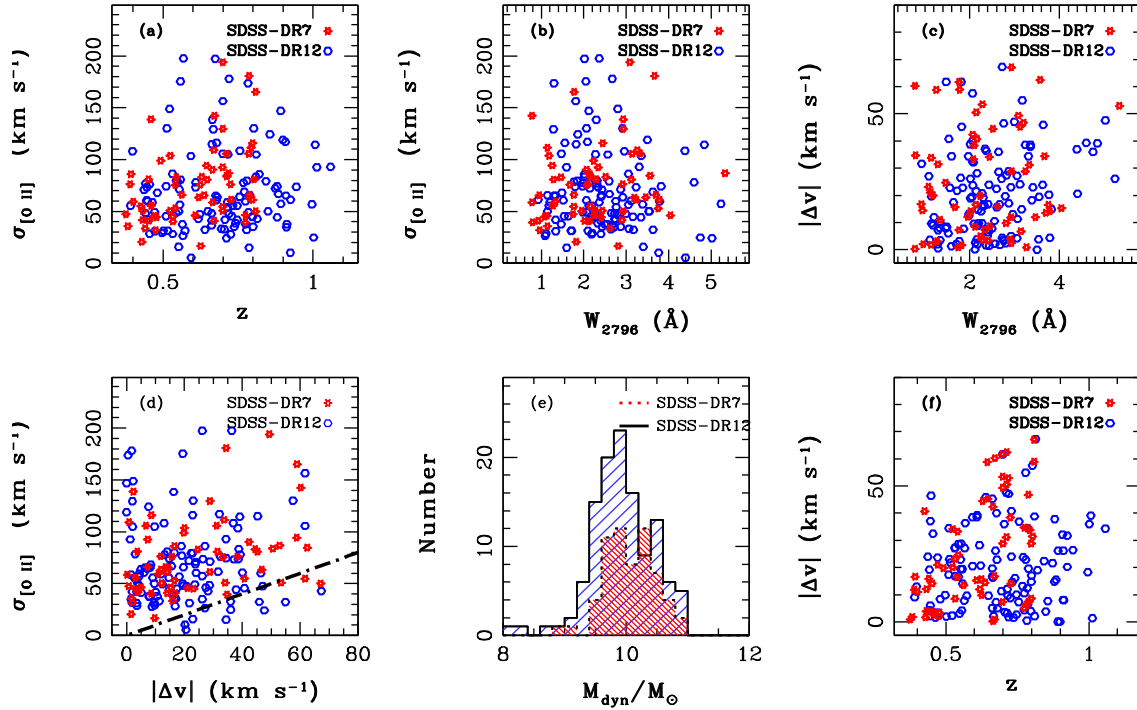 (a) SDSS-DR7
SDSS-DR12
σ[O II] (km s⁻¹)
0 50 100 150 200
0.5 1
z
(b) SDSS-DR7
SDSS-DR12
σ[O II] (km s⁻¹)
0 50 100 150 200
1 2 3 4 5
W₂₇₉₆ (Å)
(c) SDSS-DR7
SDSS-DR12
|Δv| (km s⁻¹)
0 50
2 4
W₂₇₉₆ (Å)
(d) SDSS-DR7
SDSS-DR12
σ[O II] (km s⁻¹)
0 50 100 150 200
0 20 40 60 80
|Δv| (km s⁻¹)
(e) SDSS-DR7
SDSS-DR12
Number
0 10 20
8 10 12
M_dyn/M_⊙
(f) SDSS-DR7
SDSS-DR12
|Δv| (km s⁻¹)
0 50
0.5 1
z